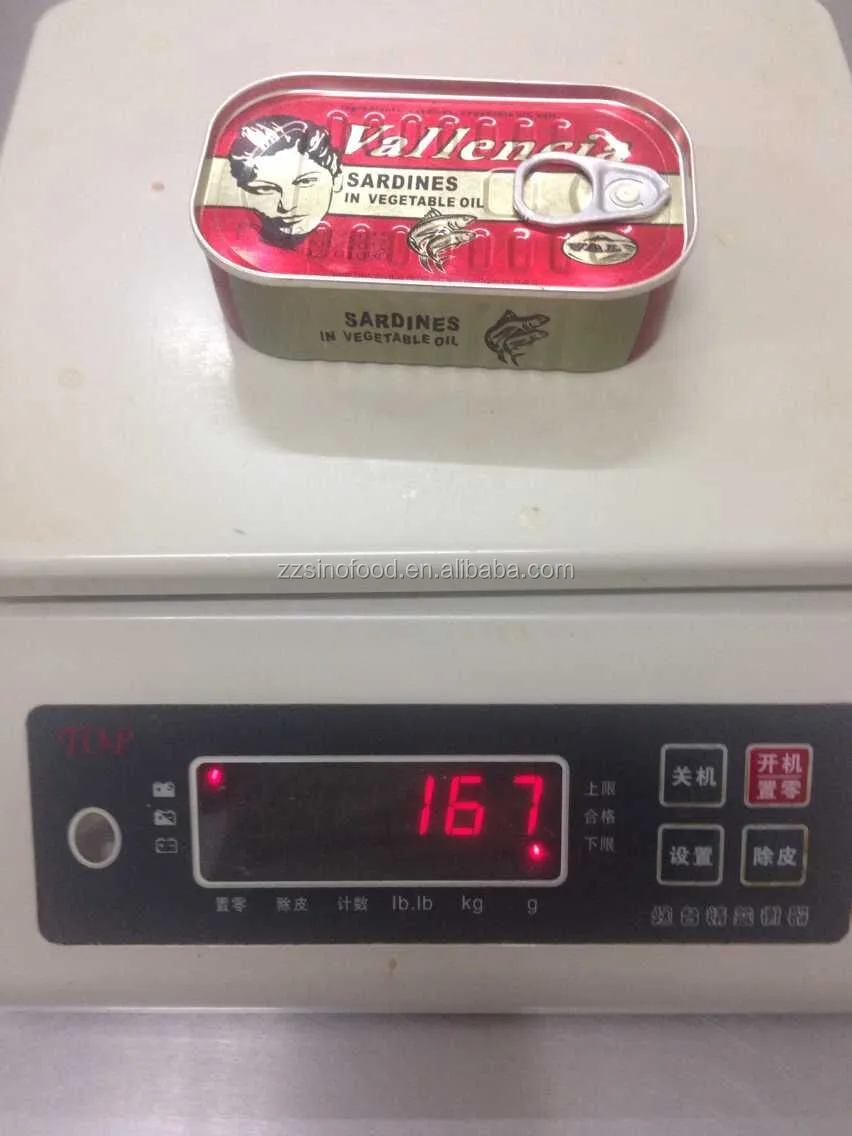 Vallencia
SARDINES
IN VEGETABLE OIL
VAL
SARDINES
IN VEGETABLE OIL
zzsinofood.en.alibaba.com
TOP
167
上限
合格
下限
置零 除皮 计数 lb.lb kg g
关机
开机
置零
设置
除皮